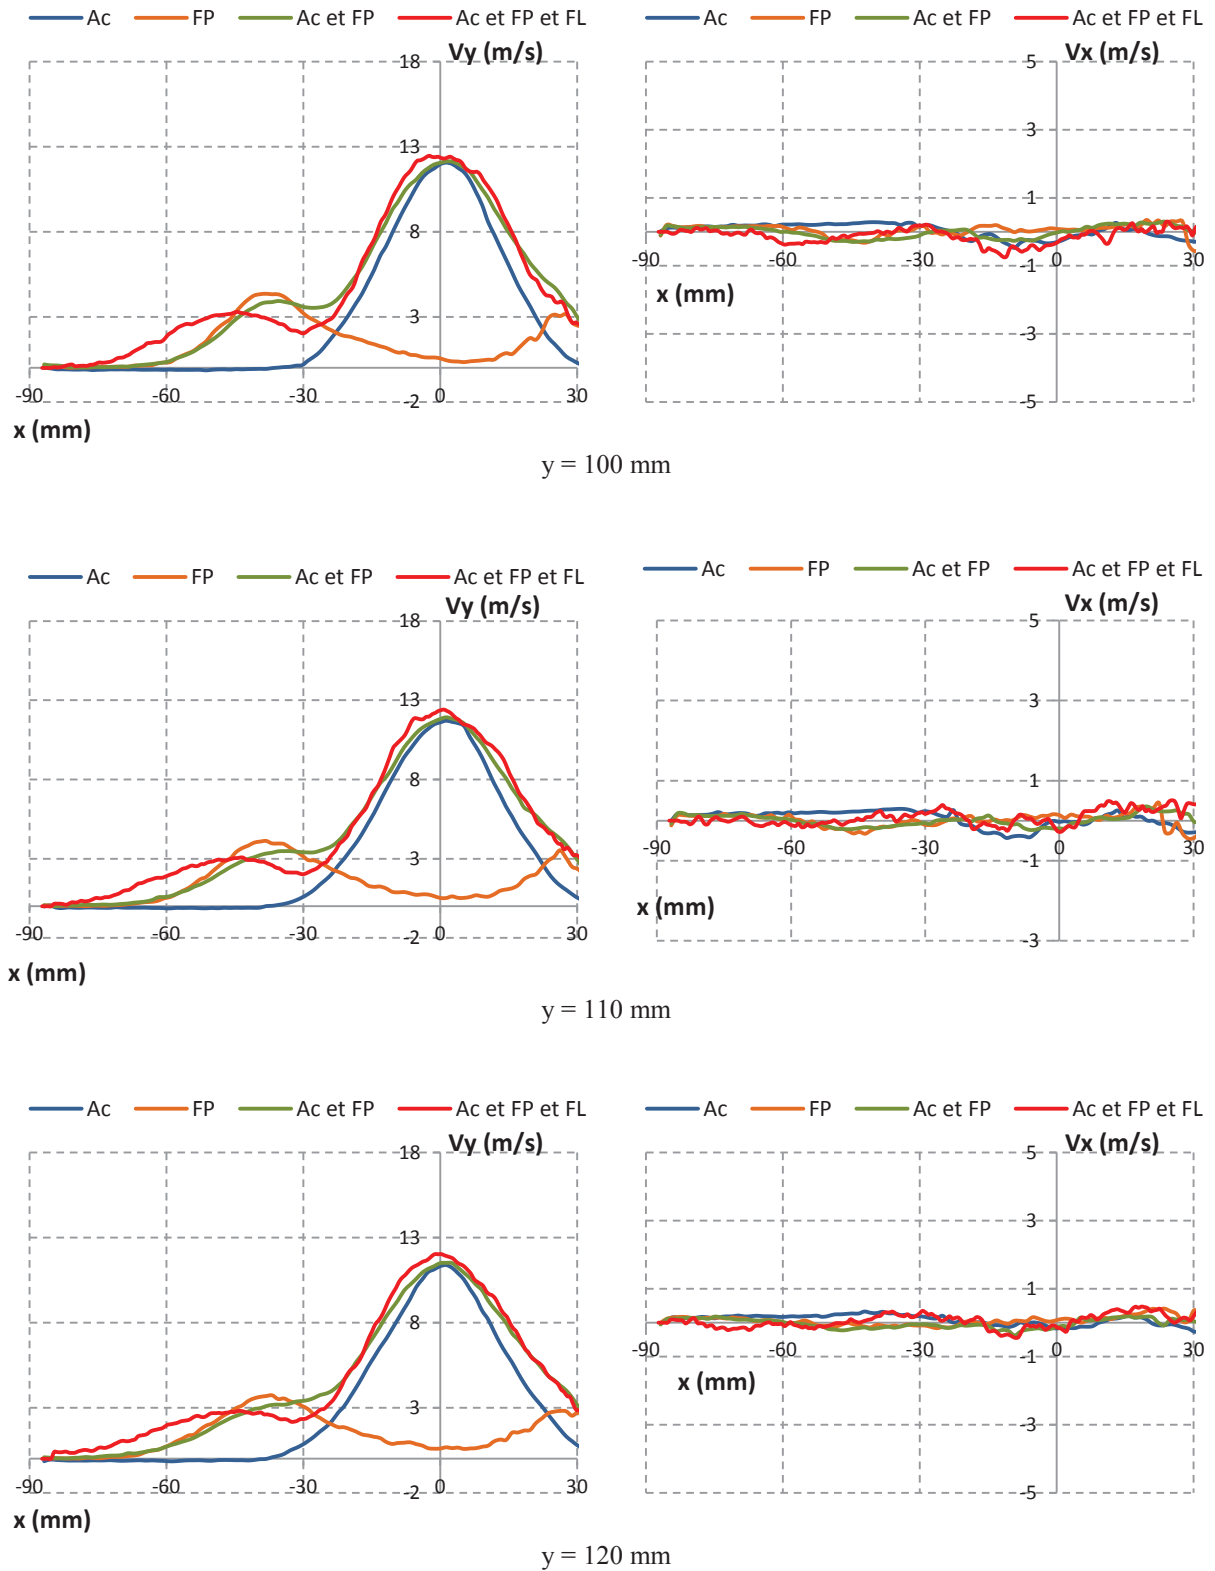 Ac FP Ac et FP Ac et FP et FL
Vy (m/s)
18
13
8
3
-2
-90 -60 -30 0 30
x (mm)
Ac FP Ac et FP Ac et FP et FL
Vx (m/s)
5
3
1
-1
-3
-5
-90 -60 -30 0 30
x (mm)
y = 100 mm
Ac FP Ac et FP Ac et FP et FL
Vy (m/s)
18
13
8
3
-2
-90 -60 -30 0 30
x (mm)
Ac FP Ac et FP Ac et FP et FL
Vx (m/s)
5
3
1
-1
-3
-90 -60 -30 0 30
x (mm)
y = 110 mm
Ac FP Ac et FP Ac et FP et FL
Vy (m/s)
18
13
8
3
-2
-90 -60 -30 0 30
x (mm)
Ac FP Ac et FP Ac et FP et FL
Vx (m/s)
5
3
1
-1
-3
-5
-90 -60 -30 0 30
x (mm)
y = 120 mm